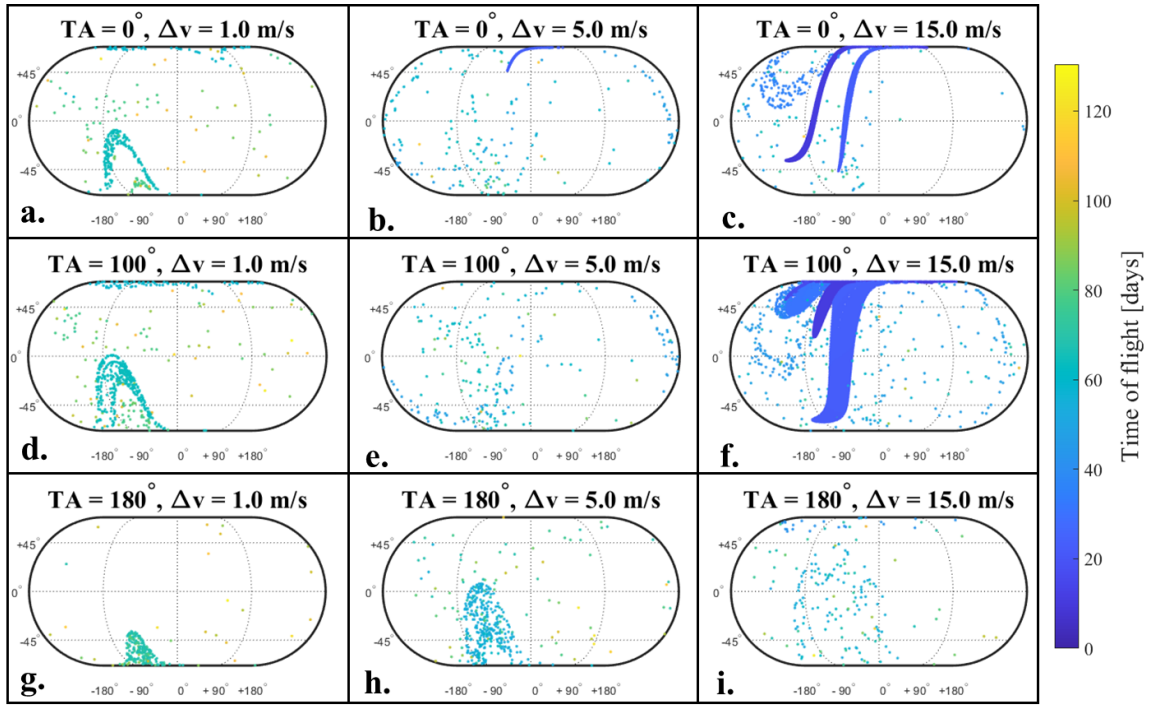 TA = 0°, Δv = 1.0 m/s
+45°
0°
-45°
a.
-180° - 90° 0° + 90° +180°
TA = 0°, Δv = 5.0 m/s
+45°
0°
-45°
b.
-180° - 90° 0° + 90° +180°
TA = 0°, Δv = 15.0 m/s
+45°
0°
-45°
c.
-180° - 90° 0° + 90° +180°
TA = 100°, Δv = 1.0 m/s
+45°
0°
-45°
d.
-180° - 90° 0° + 90° +180°
TA = 100°, Δv = 5.0 m/s
+45°
0°
-45°
e.
-180° - 90° 0° + 90° +180°
TA = 100°, Δv = 15.0 m/s
+45°
0°
-45°
f.
-180° - 90° 0° + 90° +180°
TA = 180°, Δv = 1.0 m/s
+45°
0°
-45°
g.
-180° - 90° 0° + 90° +180°
TA = 180°, Δv = 5.0 m/s
+45°
0°
-45°
h.
-180° - 90° 0° + 90° +180°
TA = 180°, Δv = 15.0 m/s
+45°
0°
-45°
i.
-180° - 90° 0° + 90° +180°
120
100
80
60
40
20
0
Time of flight [days]